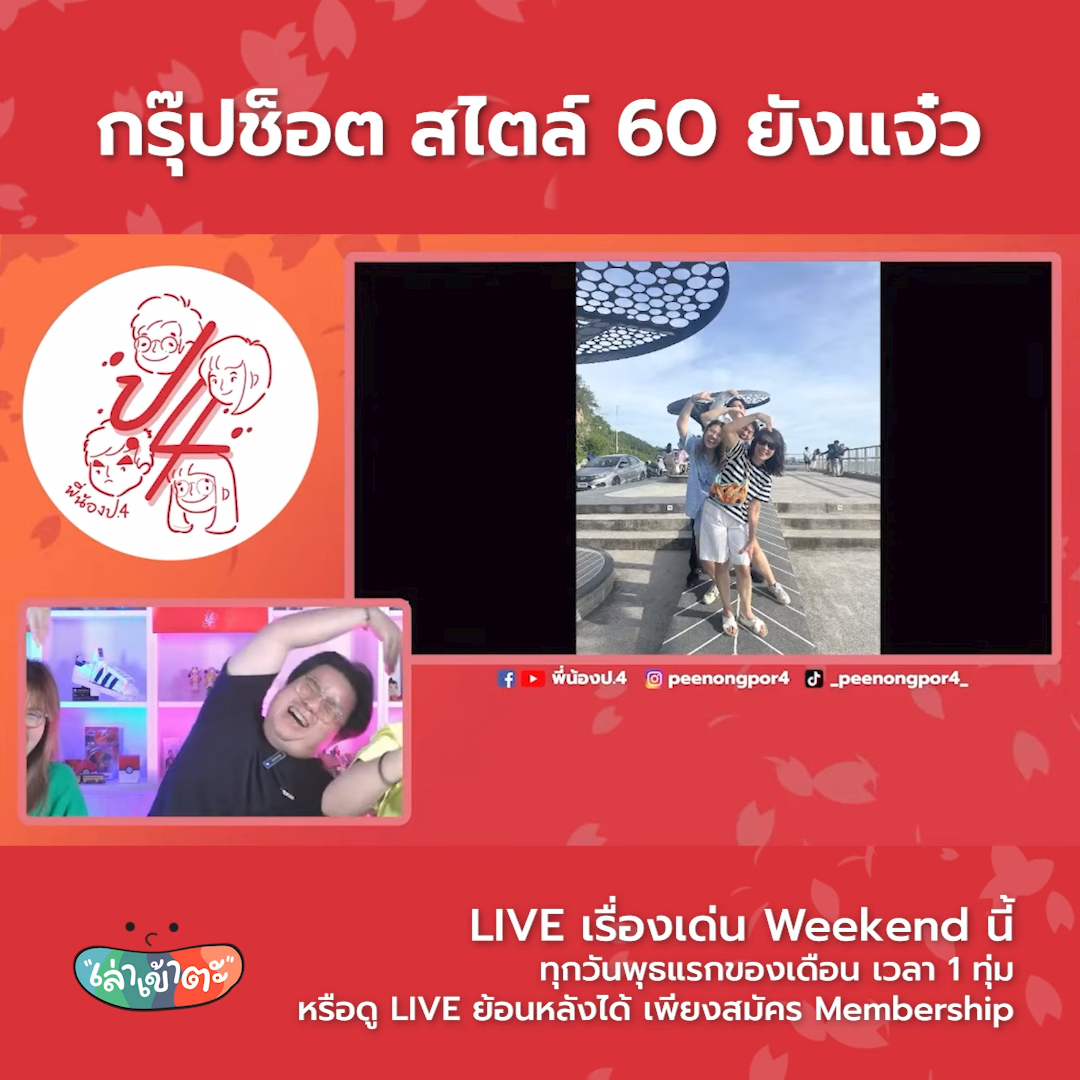 กรุ๊ปช็อต สไตล์ 60 ยังแจ๋ว
ป.4
พี่น้องป.4
พี่น้องป.4 peenongpor4 _peenongpor4_
LIVE เรื่องเด่น Weekend นี้
ทุกวันพุธแรกของเดือน เวลา 1 ทุ่ม
หรือดู LIVE ย้อนหลังได้ เพียงสมัคร Membership
"เล่าเข้าตะ"